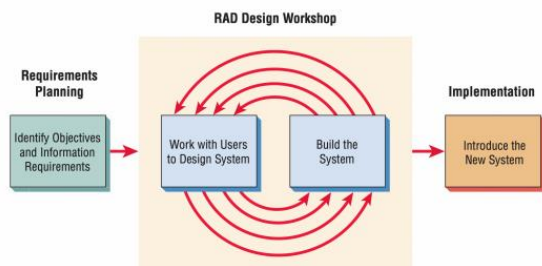 RAD Design Workshop
Requirements
Planning
Identify Objectives
and Information
Requirements
Work with Users
to Design System
Build the
System
Implementation
Introduce the
New System